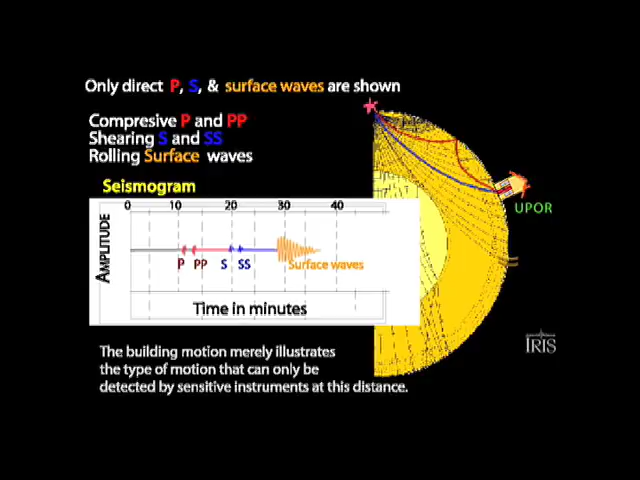 Only direct P, S, & surface waves are shown
Compresive P and PP
Shearing S and SS
Rolling Surface waves
Seismogram
0 10 20 30 40
AMPLITUDE
P PP S SS Surface waves
Time in minutes
UPOR
IRIS
The building motion merely illustrates
the type of motion that can only be
detected by sensitive instruments at this distance.